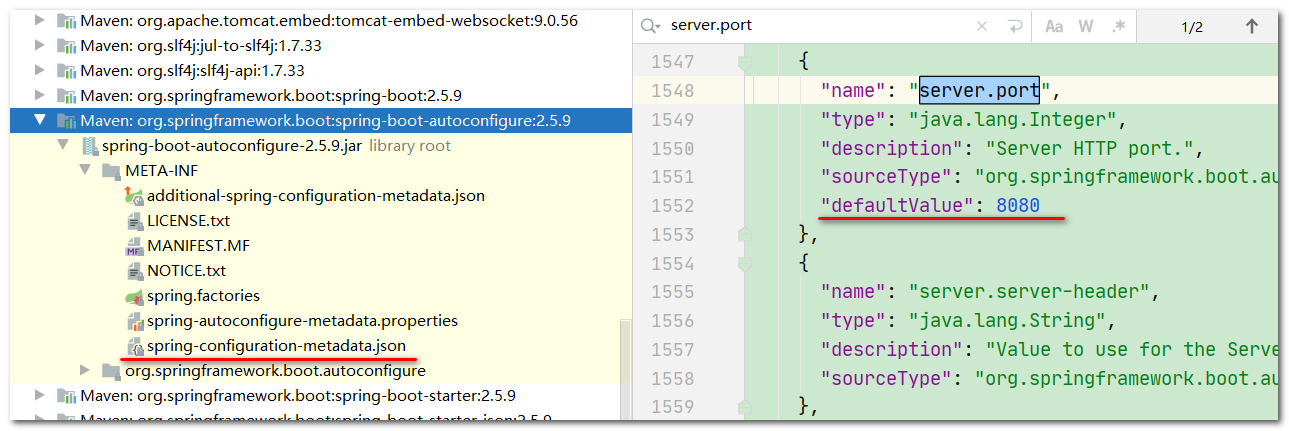 Maven: org.apache.tomcat.embed:tomcat-embed-websocket:9.0.56
Maven: org.slf4j:jul-to-slf4j:1.7.33
Maven: org.slf4j:slf4j-api:1.7.33
Maven: org.springframework.boot:spring-boot:2.5.9
Maven: org.springframework.boot:spring-boot-autoconfigure:2.5.9
spring-boot-autoconfigure-2.5.9.jar library root
META-INF
additional-spring-configuration-metadata.json
LICENSE.txt
MANIFEST.MF
NOTICE.txt
spring.factories
spring-autoconfigure-metadata.properties
spring-configuration-metadata.json
org.springframework.boot.autoconfigure
Maven: org.springframework.boot:spring-boot-starter:2.5.9
Maven: org.springframework.boot:spring-boot-starter-json:2.5.9
server.port Aa W .* 1/2
1547 {
1548 "name": "server.port",
1549 "type": "java.lang.Integer",
1550 "description": "Server HTTP port.",
1551 "sourceType": "org.springframework.boot.au
1552 "defaultValue": 8080
1553 },
1554 {
1555 "name": "server.server-header",
1556 "type": "java.lang.String",
1557 "description": "Value to use for the Serve
1558 "sourceType": "org.springframework.boot.au
1559 },